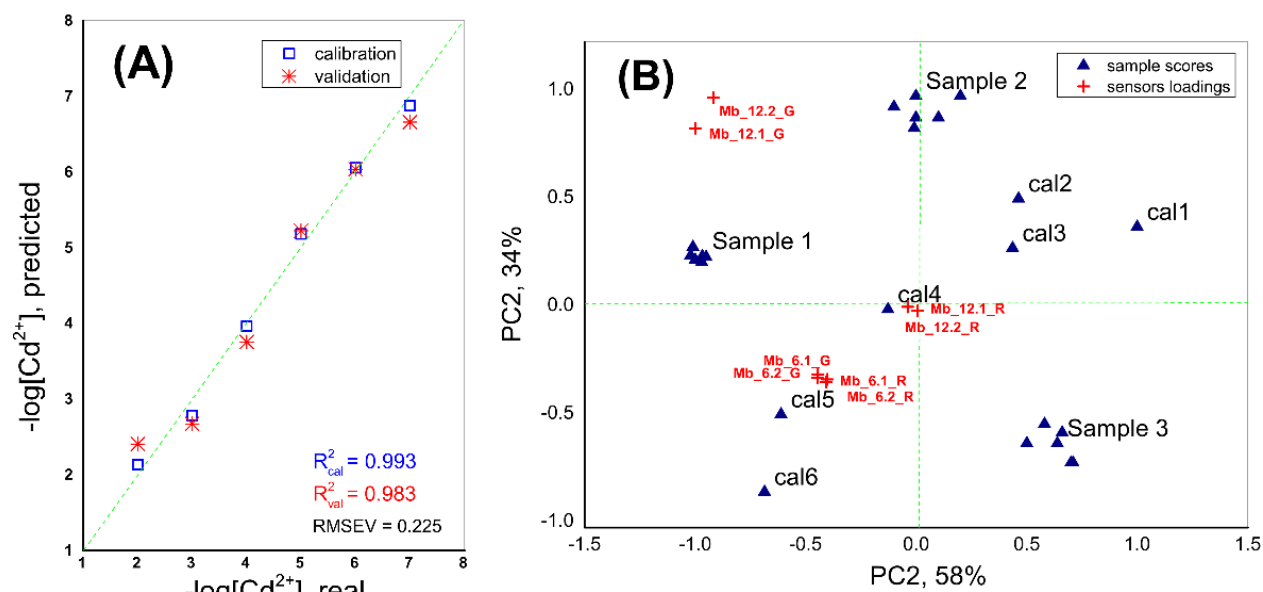 (A)
calibration
validation
-log[Cd2+], predicted
8
7
6
5
4
3
2
1
R2cal = 0.993
R2val = 0.983
RMSEV = 0.225
1 2 3 4 5 6 7 8
-log[Cd2+], real
(B)
sample scores
sensors loadings
PC2, 34%
1.0
0.5
0.0
-0.5
-1.0
Sample 2
Mb_12.2_G
Mb_12.1_G
cal2
cal1
cal3
Sample 1
cal4
Mb_12.1_R
Mb_12.2_R
Mb_6.1_G
Mb_6.2_G
Mb_6.1_R
Mb_6.2_R
cal5
Sample 3
cal6
-1.5 -1.0 -0.5 0.0 0.5 1.0 1.5
PC2, 58%